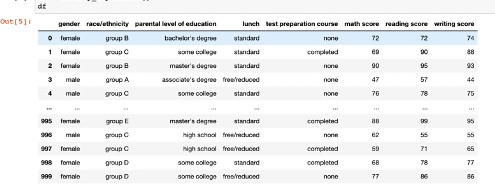 df
Out[5]:
gender race/ethnicity parental level of education lunch test preparation course math score reading score writing score
0 female group B bachelor's degree standard none 72 72 74
1 female group C some college standard completed 69 90 88
2 female group B master's degree standard none 90 95 93
3 male group A associate's degree free/reduced none 47 57 44
4 male group C some college standard none 76 78 75
... ... ... ... ... ... ... ... ...
995 female group E master's degree standard completed 88 99 95
996 male group C high school free/reduced none 62 55 55
997 female group C high school free/reduced completed 59 71 65
998 female group D some college standard completed 68 78 77
999 female group D some college free/reduced none 77 86 86